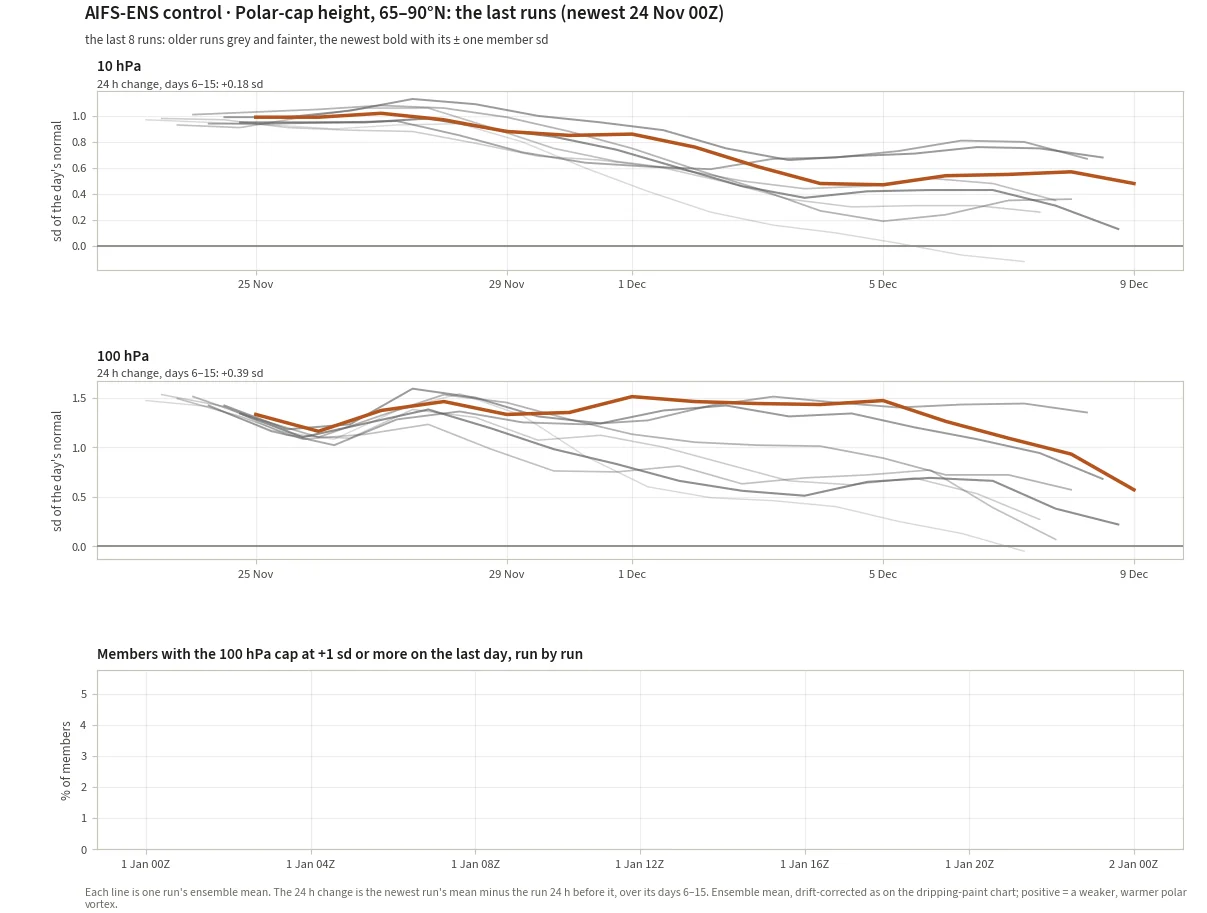 AIFS-ENS control · Polar-cap height, 65–90°N: the last runs (newest 24 Nov 00Z)
the last 8 runs: older runs grey and fainter, the newest bold with its ± one member sd
10 hPa
24 h change, days 6–15: +0.18 sd
sd of the day's normal
1.0
0.8
0.6
0.4
0.2
0.0
25 Nov
29 Nov
1 Dec
5 Dec
9 Dec
100 hPa
24 h change, days 6–15: +0.39 sd
sd of the day's normal
1.5
1.0
0.5
0.0
25 Nov
29 Nov
1 Dec
5 Dec
9 Dec
Members with the 100 hPa cap at +1 sd or more on the last day, run by run
% of members
5
4
3
2
1
0
1 Jan 00Z
1 Jan 04Z
1 Jan 08Z
1 Jan 12Z
1 Jan 16Z
1 Jan 20Z
2 Jan 00Z
Each line is one run's ensemble mean. The 24 h change is the newest run's mean minus the run 24 h before it, over its days 6–15. Ensemble mean, drift-corrected as on the dripping-paint chart; positive = a weaker, warmer polar
vortex.